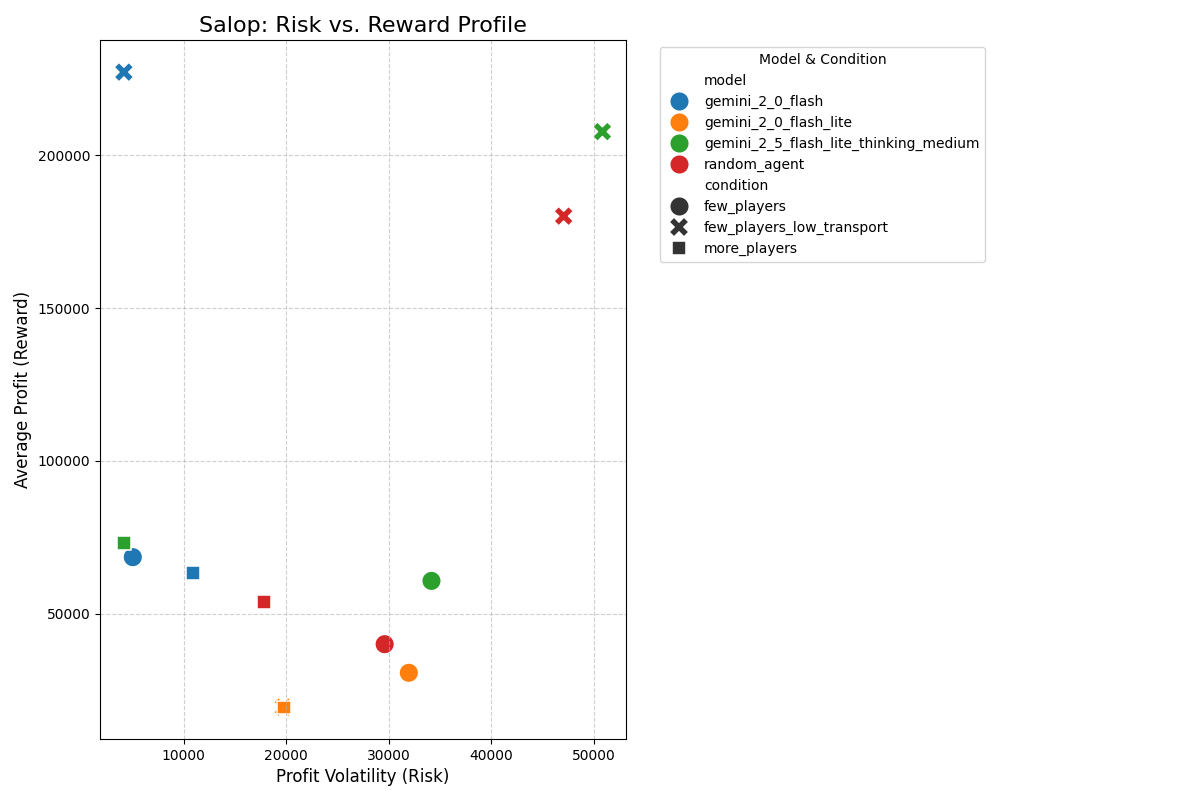 Salop: Risk vs. Reward Profile
Average Profit (Reward)
200000
150000
100000
50000
10000
20000
30000
40000
50000
Profit Volatility (Risk)
Model & Condition
model
gemini_2_0_flash
gemini_2_0_flash_lite
gemini_2_5_flash_lite_thinking_medium
random_agent
condition
few_players
few_players_low_transport
more_players